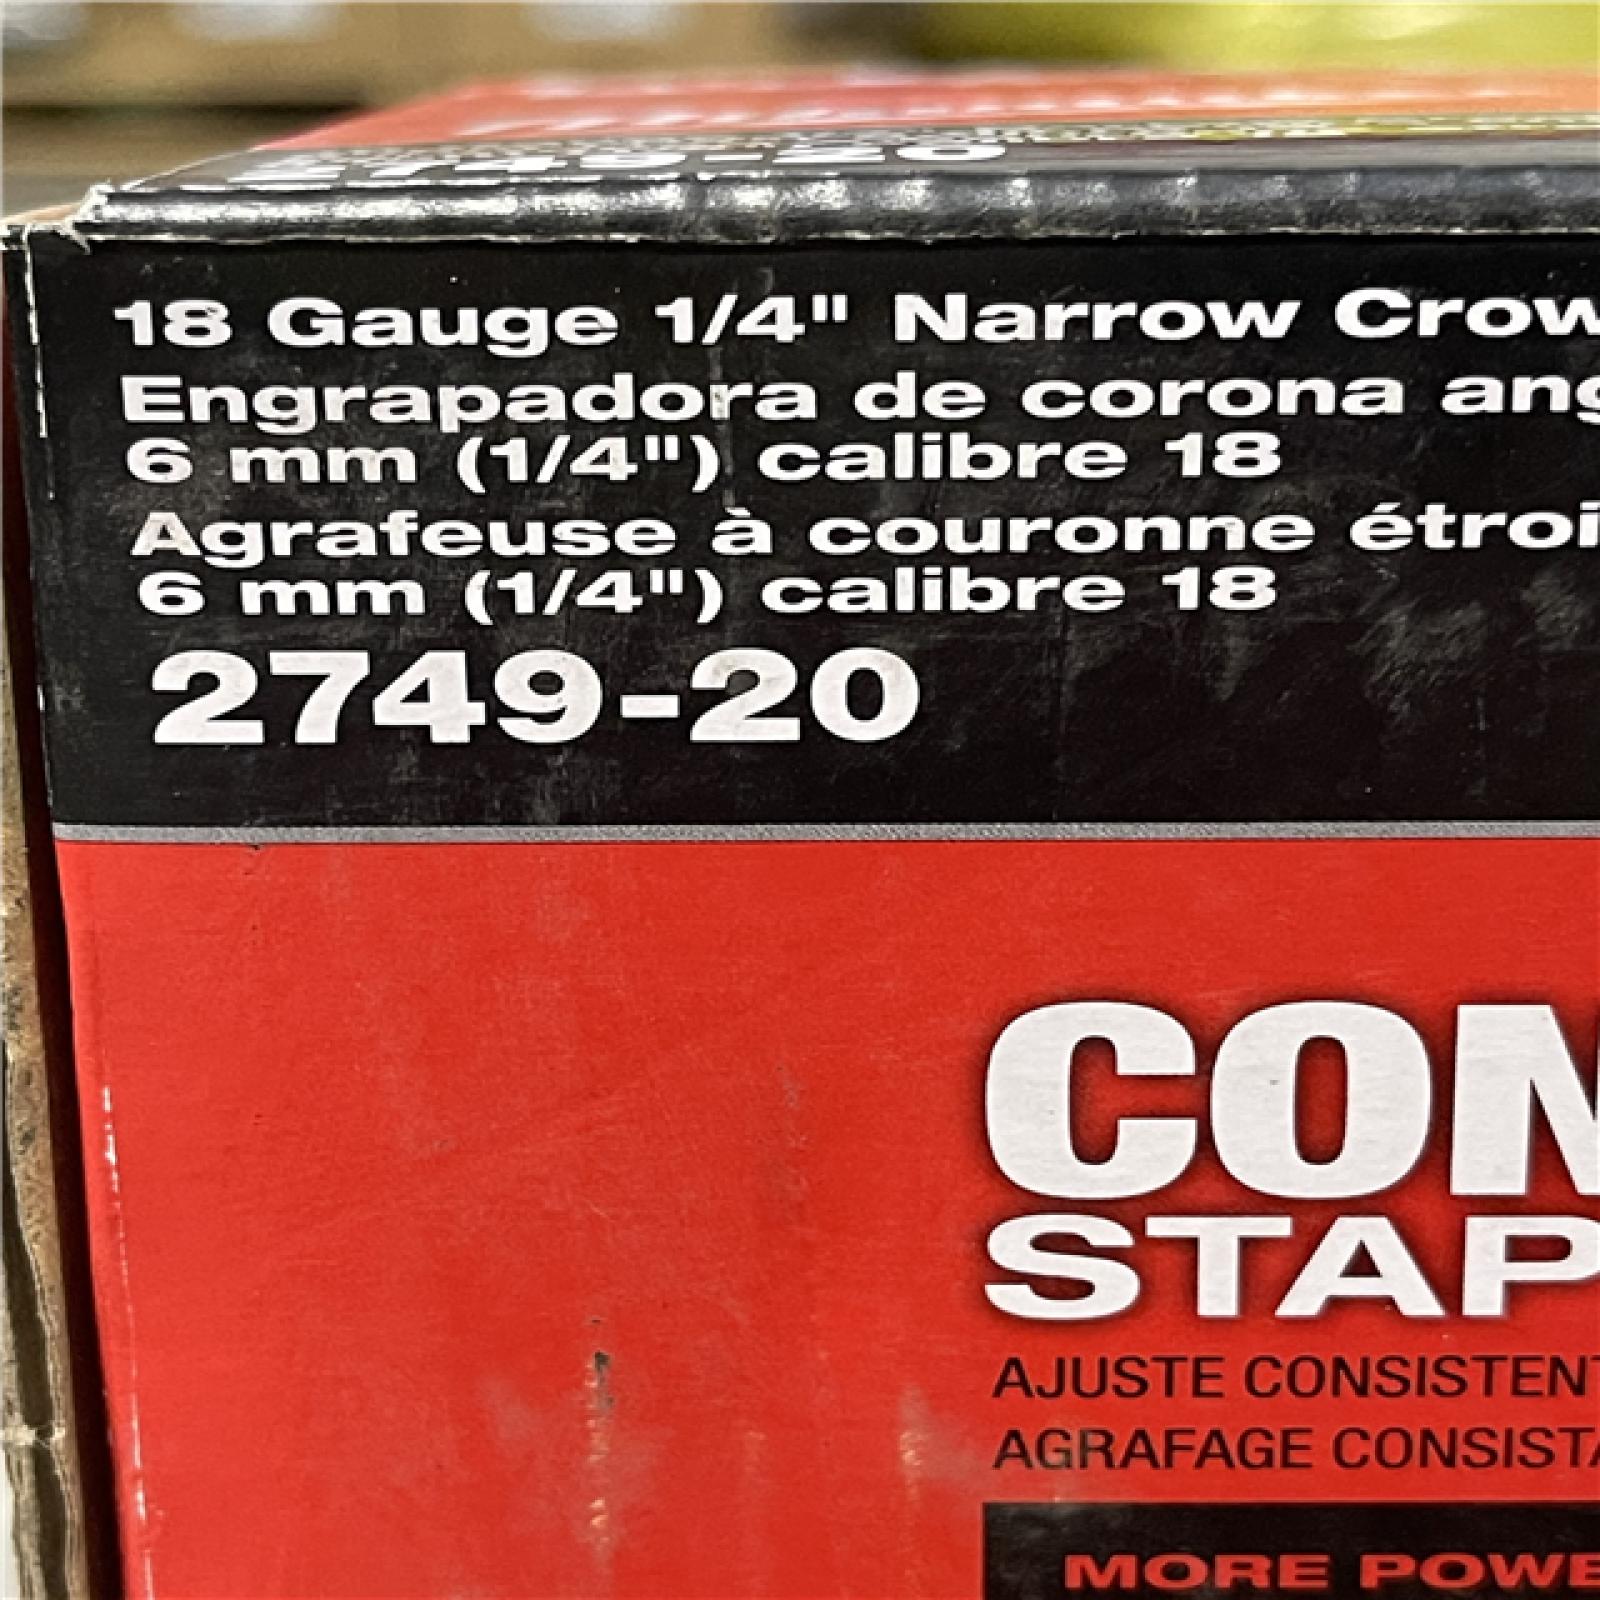 2749-20
18 Gauge 1/4" Narrow Crow
Engrapadora de corona ang
6 mm (1/4") calibre 18
Agrafeuse à couronne étroi
6 mm (1/4") calibre 18
2749-20
CON
STAP
AJUSTE CONSISTENT
AGRAFAGE CONSISTA
MORE POWE